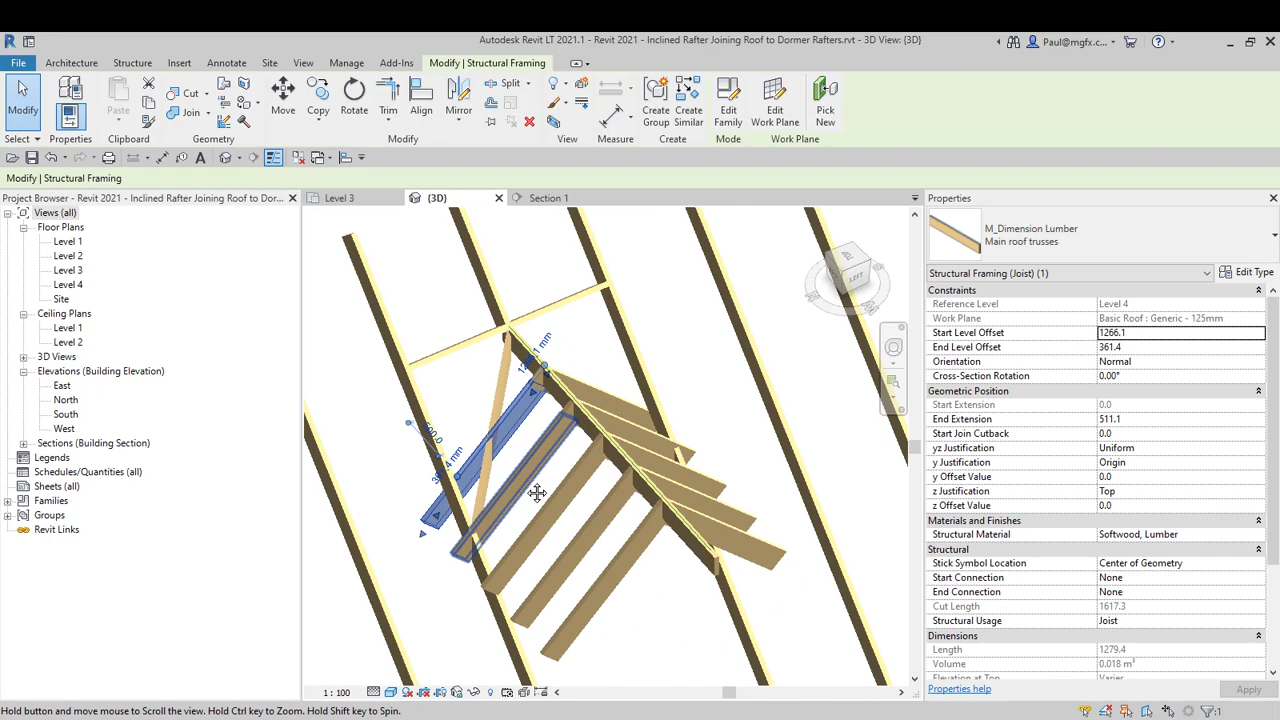 Autodesk Revit LT 2021.1 - Revit 2021 - Inclined Rafter Joining Roof to Dormer Rafters.rvt - 3D View: {3D}
Paul@mgfx.c...
File Architecture Structure Insert Annotate Site View Manage Add-Ins Modify | Structural Framing
Modify Paste Cut Join Move Copy Rotate Trim Align Mirror Split Create Group Create Similar Edit Family Edit Work Plane Pick New
Select Properties Clipboard Geometry Modify View Measure Create Mode Work Plane
Modify | Structural Framing
Project Browser - Revit 2021 - Inclined Rafter Joining Roof to Dor...
Level 3 {3D} Section 1
Views (all)
Floor Plans
Level 1
Level 2
Level 3
Level 4
Site
Ceiling Plans
Level 1
Level 2
3D Views
Elevations (Building Elevation)
East
North
South
West
Sections (Building Section)
Legends
Schedules/Quantities (all)
Sheets (all)
Families
Groups
Revit Links
LEFT
Properties
M_Dimension Lumber
Main roof trusses
Structural Framing (Joist) (1) Edit Type
Constraints
Reference Level Level 4
Work Plane Basic Roof : Generic - 125mm
Start Level Offset 1266.1
End Level Offset 361.4
Orientation Normal
Cross-Section Rotation 0.00°
Geometric Position
Start Extension 0.0
End Extension 511.1
Start Join Cutback 0.0
yz Justification Uniform
y Justification Origin
y Offset Value 0.0
z Justification Top
z Offset Value 0.0
Materials and Finishes
Structural Material Softwood, Lumber
Structural
Stick Symbol Location Center of Geometry
Start Connection None
End Connection None
Cut Length 1617.3
Structural Usage Joist
Dimensions
Length 1279.4
Volume 0.018 m³
Elevation at Top Varies
Properties help Apply
1 : 100
Hold button and move mouse to Scroll the view. Hold Ctrl key to Zoom. Hold Shift key to Spin.
:1